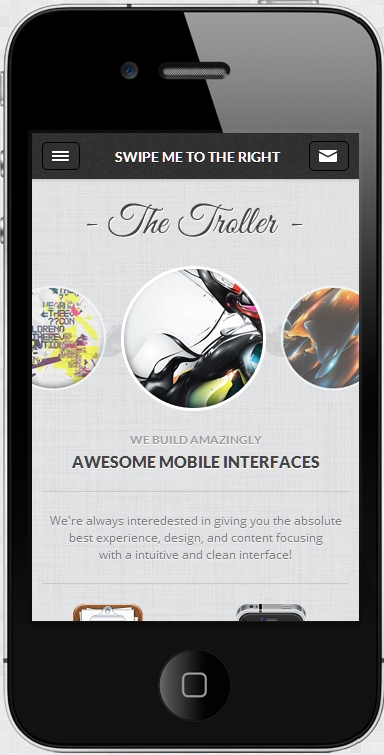 SWIPE ME TO THE RIGHT
- The Troller -
WE BUILD AMAZINGLY
AWESOME MOBILE INTERFACES
We're always interedested in giving you the absolute
best experience, design, and content focusing
with a intuitive and clean interface!